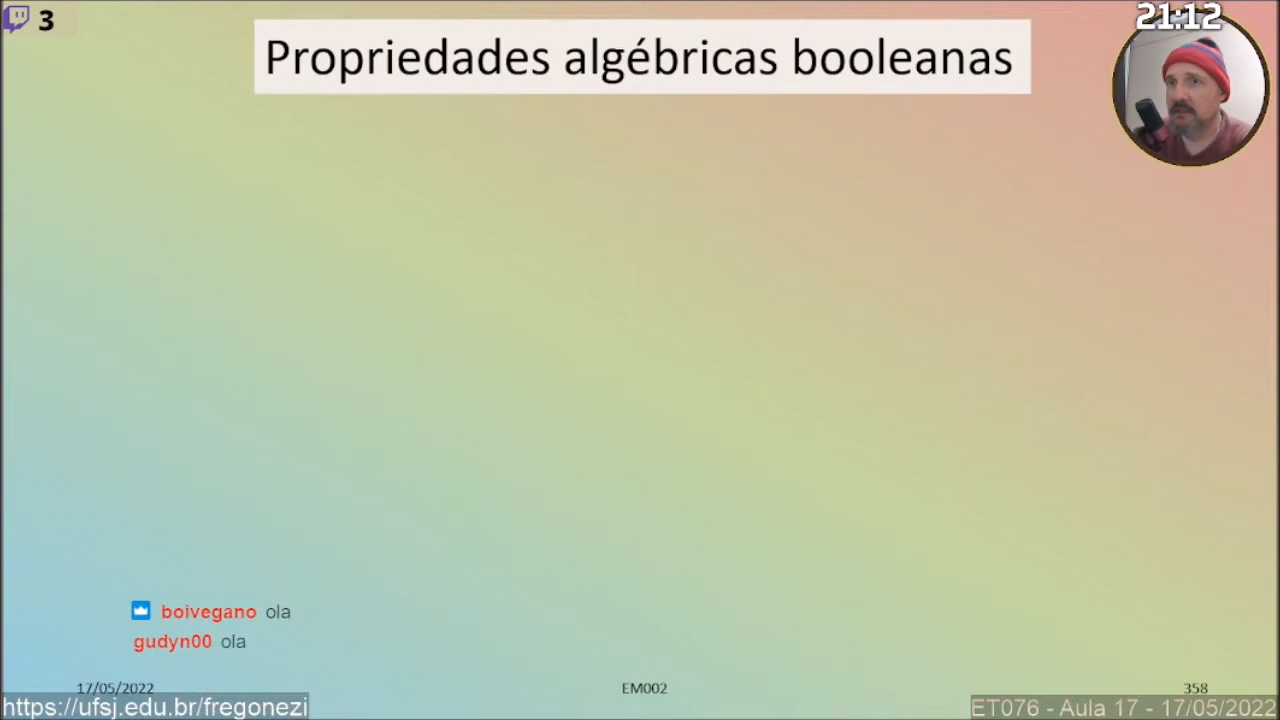 3
21:12
Propriedades algébricas booleanas
boivegano ola
gudyn00 ola
17/05/2022
EM002
358
https://ufsj.edu.br/fregonezi
ET076 - Aula 17 - 17/05/2022